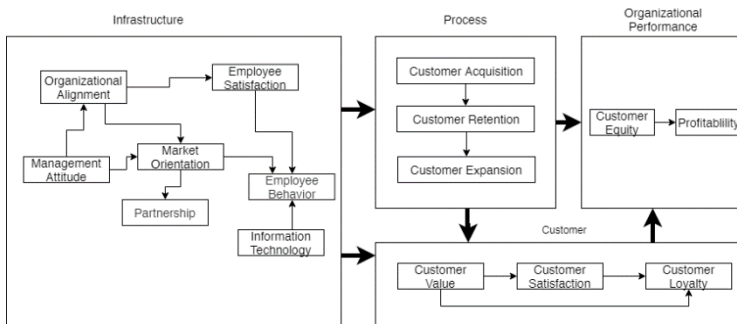 Infrastructure
Process
Organizational
Performance
Organizational
Alignment
Employee
Satisfaction
Management
Attitude
Market
Orientation
Employee
Behavior
Partnership
Information
Technology
Customer Acquisition
Customer Retention
Customer Expansion
Customer
Equity
Profitablility
Customer
Customer
Value
Customer
Satisfaction
Customer
Loyalty